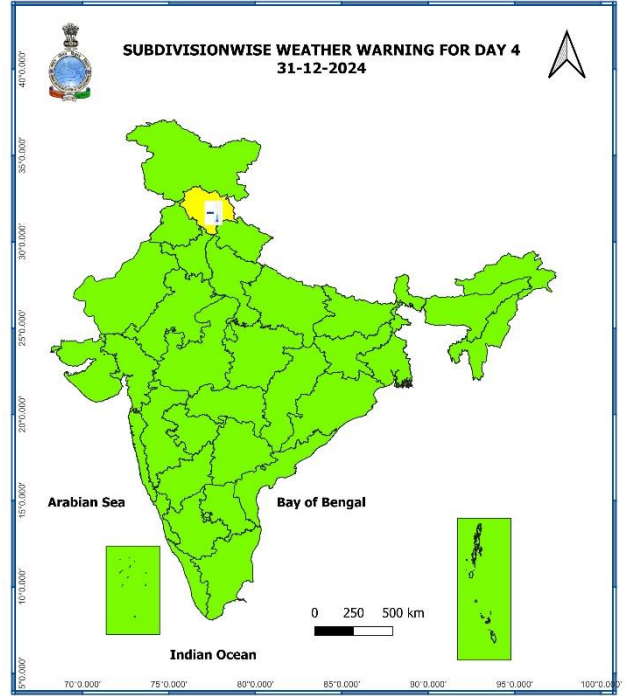 SUBDIVISIONWISE WEATHER WARNING FOR DAY 4
31-12-2024
40°0.000'
35°0.000'
30°0.000'
25°0.000'
20°0.000'
15°0.000'
10°0.000'
5°0.000'
Arabian Sea
Bay of Bengal
0 250 500 km
Indian Ocean
70°0.000' 75°0.000' 80°0.000' 85°0.000' 90°0.000' 95°0.000' 100°0.000'